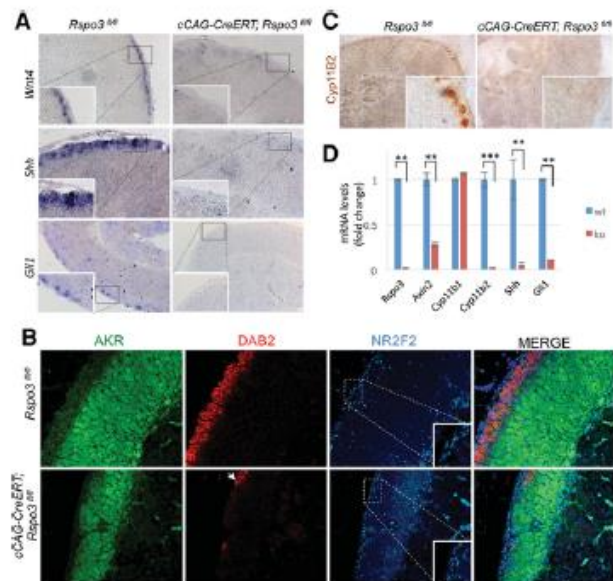 A
Rspo3 fl/fl
cCAG-CreERT; Rspo3 fl/fl
Wnt4
Shh
Gli1
C
Rspo3 fl/fl
cCAG-CreERT; Rspo3 fl/fl
Cyp11B2
D
mRNA levels
(fold change)
1
0.5
0
** ** *** ** **
wt
ko
Rspo3
Axin2
Cyp11b1
Cyp11b2
Shh
Gli1
B
AKR DAB2 NR2F2 MERGE
Rspo3 fl/fl
cCAG-CreERT;
Rspo3 fl/fl